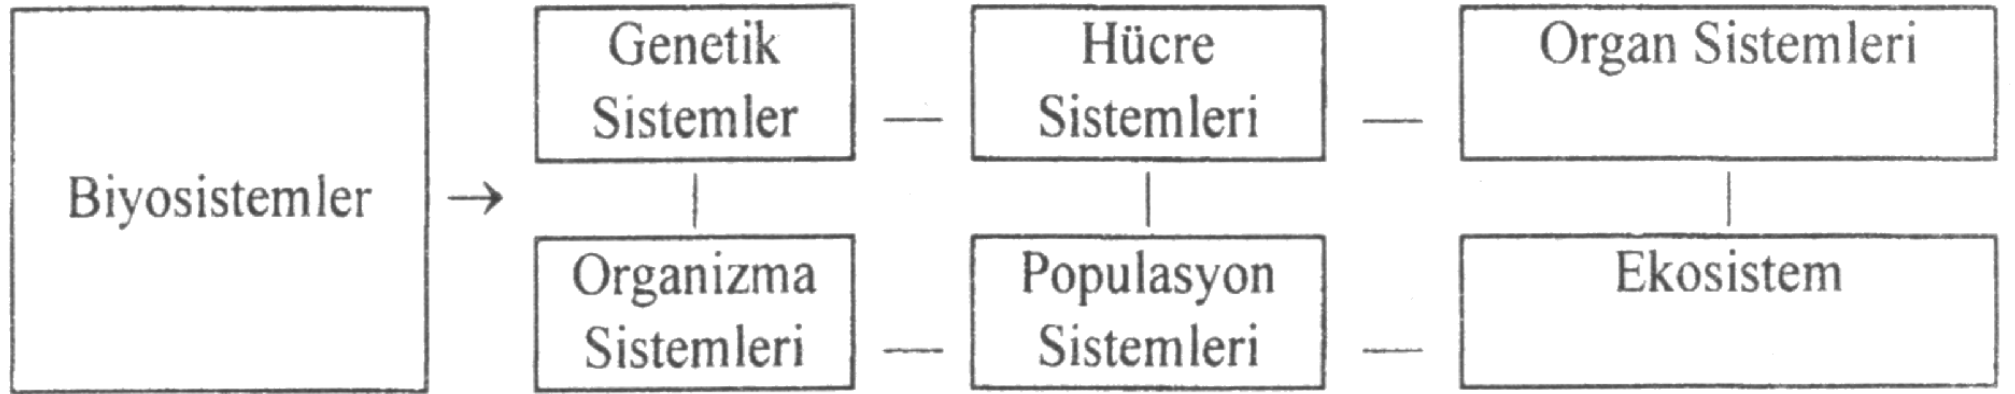 Biyosistemler
→
Genetik
Sistemler
—
Hücre
Sistemleri
—
Organ Sistemleri
Organizma
Sistemleri
—
Populasyon
Sistemleri
—
Ekosistem